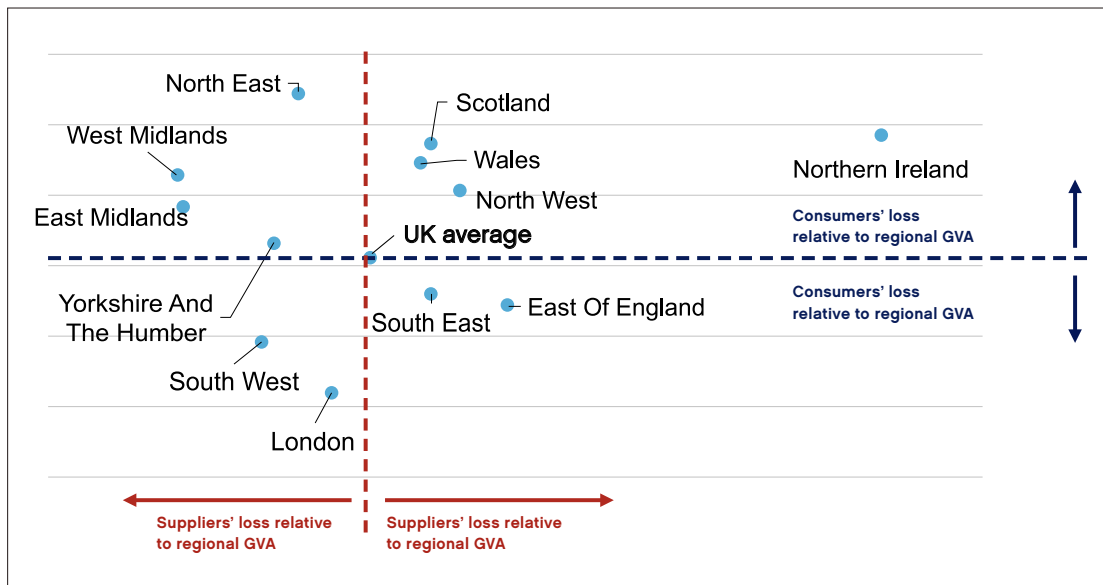 North East
Scotland
West Midlands
Wales
Northern Ireland
North West
East Midlands
Consumers’ loss
relative to regional GVA
UK average
Consumers’ loss
relative to regional GVA
Yorkshire And
The Humber
South East
East Of England
South West
London
Suppliers’ loss relative
to regional GVA
Suppliers’ loss relative
to regional GVA